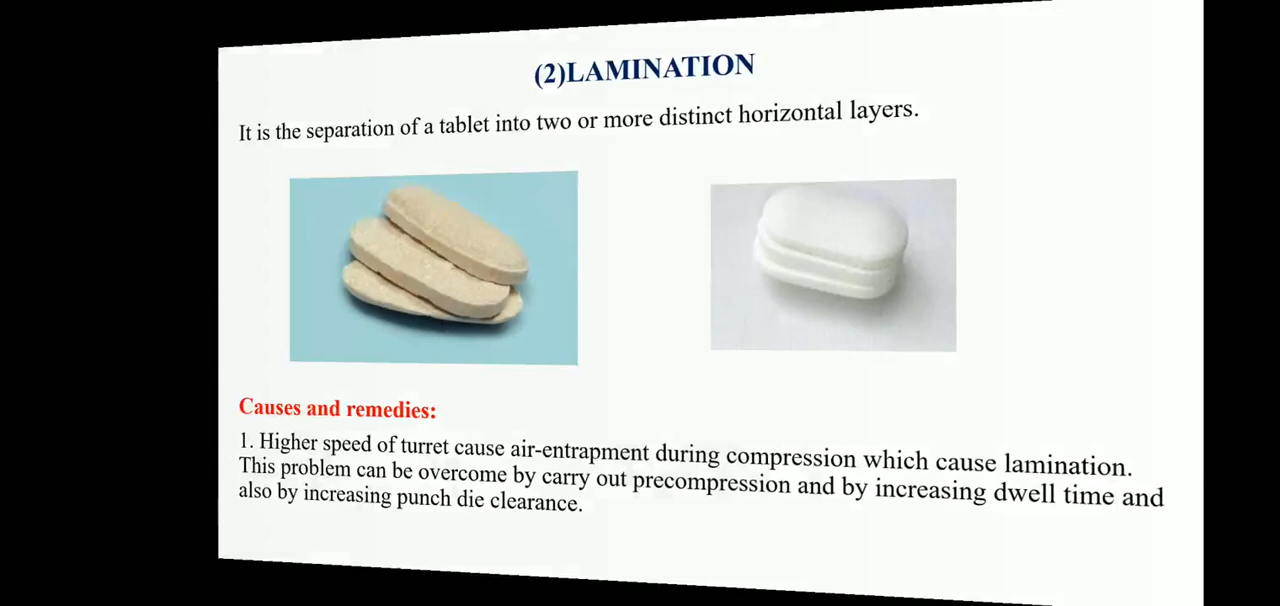 (2)LAMINATION
It is the separation of a tablet into two or more distinct horizontal layers.
Causes and remedies:
1. Higher speed of turret cause air-entrapment during compression which cause lamination.
This problem can be overcome by carry out precompression and by increasing dwell time and
also by increasing punch die clearance.